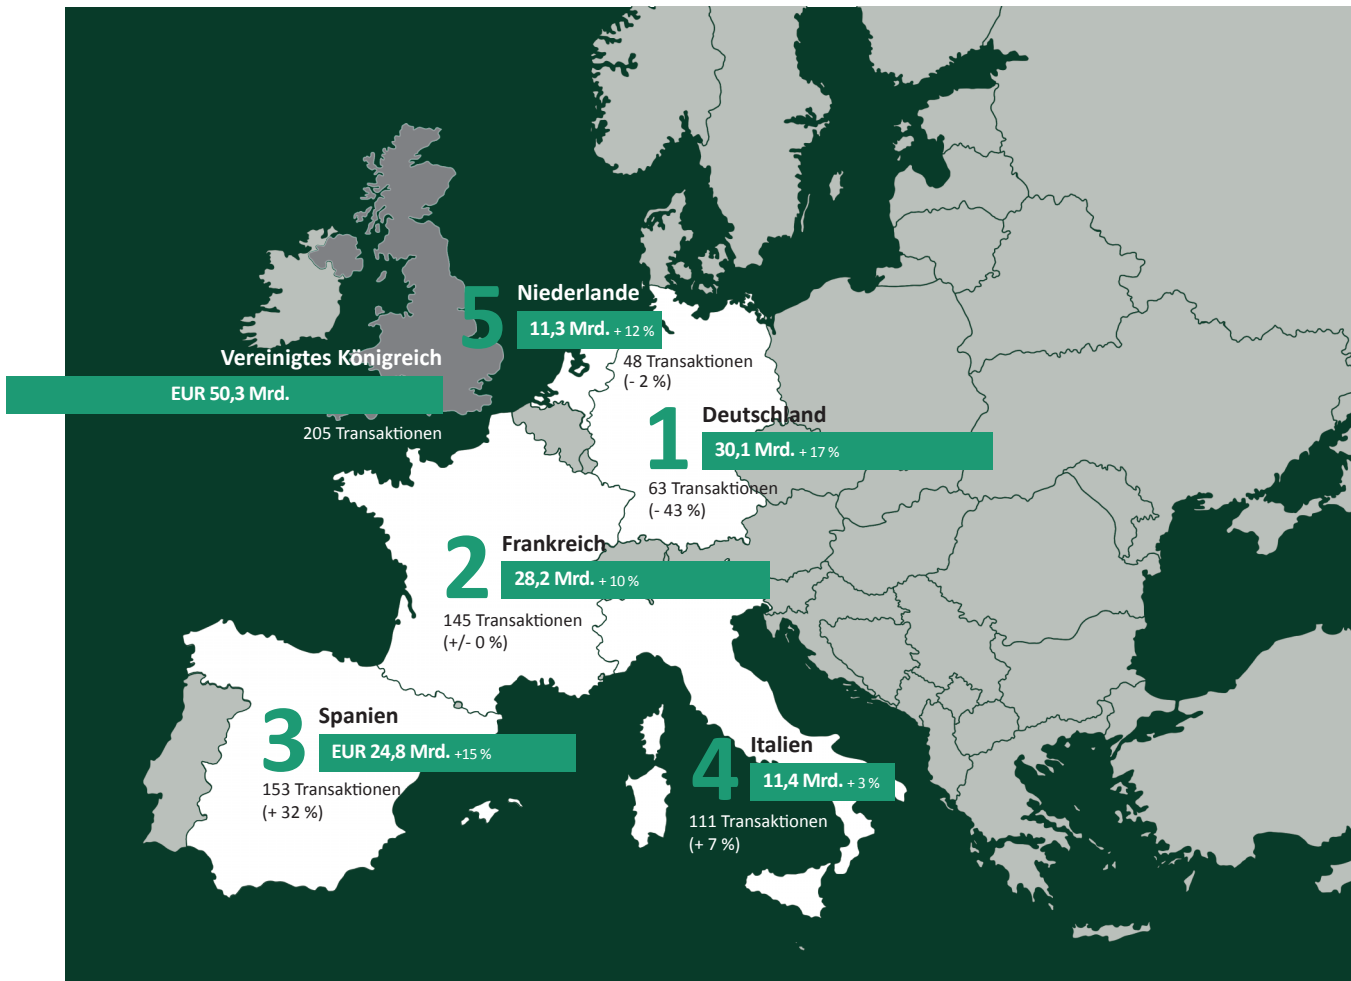 5
Niederlande
11,3 Mrd. + 12 %
48 Transaktionen
(- 2 %)
Vereinigtes Königreich
EUR 50,3 Mrd.
205 Transaktionen
1
Deutschland
30,1 Mrd. + 17 %
63 Transaktionen
(- 43 %)
2
Frankreich
28,2 Mrd. + 10 %
145 Transaktionen
(+/- 0 %)
3
Spanien
EUR 24,8 Mrd. +15 %
153 Transaktionen
(+ 32 %)
4
Italien
11,4 Mrd. + 3 %
111 Transaktionen
(+ 7 %)